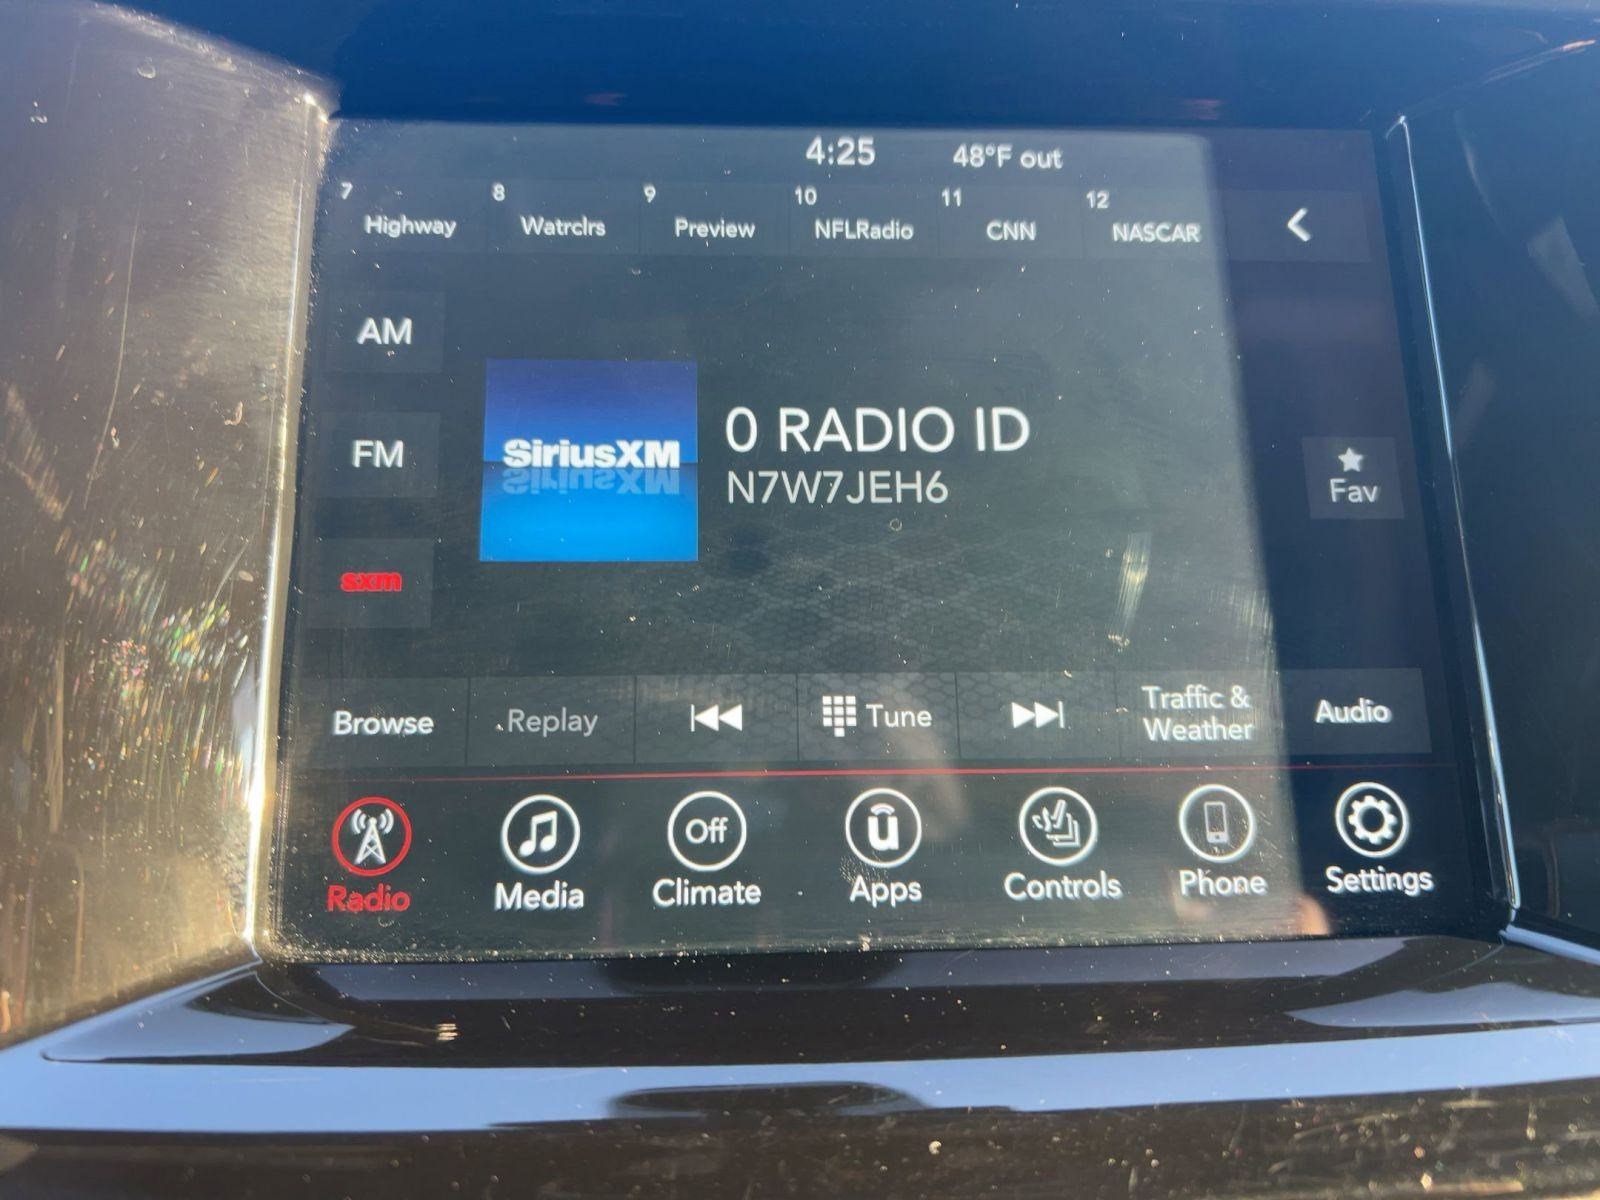 4:25 48°F out
7 Highway 8 Watrclrs 9 Preview 10 NFLRadio 11 CNN 12 NASCAR
AM
FM
sxm
SiriusXM
0 RADIO ID
N7W7JEH6
Fav
Browse Replay Tune Traffic & Weather Audio
Off
Radio Media Climate Apps Controls Phone Settings